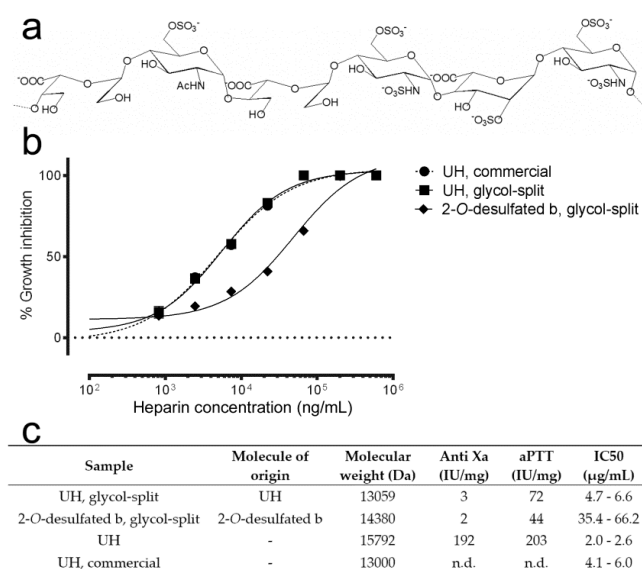 a
OSO₃⁻ OSO₃⁻ OSO₃⁻
⁻OOC O O HO O O ⁻OOC O O HO O O ⁻OOC O O HO O
O HO OH AcHN O HO OH ⁻O₃SHN O OH ⁻O₃SHN O
⁻O₃SO
b
% Growth inhibition
100
50
0
10² 10³ 10⁴ 10⁵ 10⁶
Heparin concentration (ng/mL)
UH, commercial
UH, glycol-split
2-O-desulfated b, glycol-split
c
Sample Molecule of origin Molecular weight (Da) Anti Xa (IU/mg) aPTT (IU/mg) IC50 (μg/mL)
UH, glycol-split UH 13059 3 72 4.7 - 6.6
2-O-desulfated b, glycol-split 2-O-desulfated b 14380 2 44 35.4 - 66.2
UH - 15792 192 203 2.0 - 2.6
UH, commercial - 13000 n.d. n.d. 4.1 - 6.0